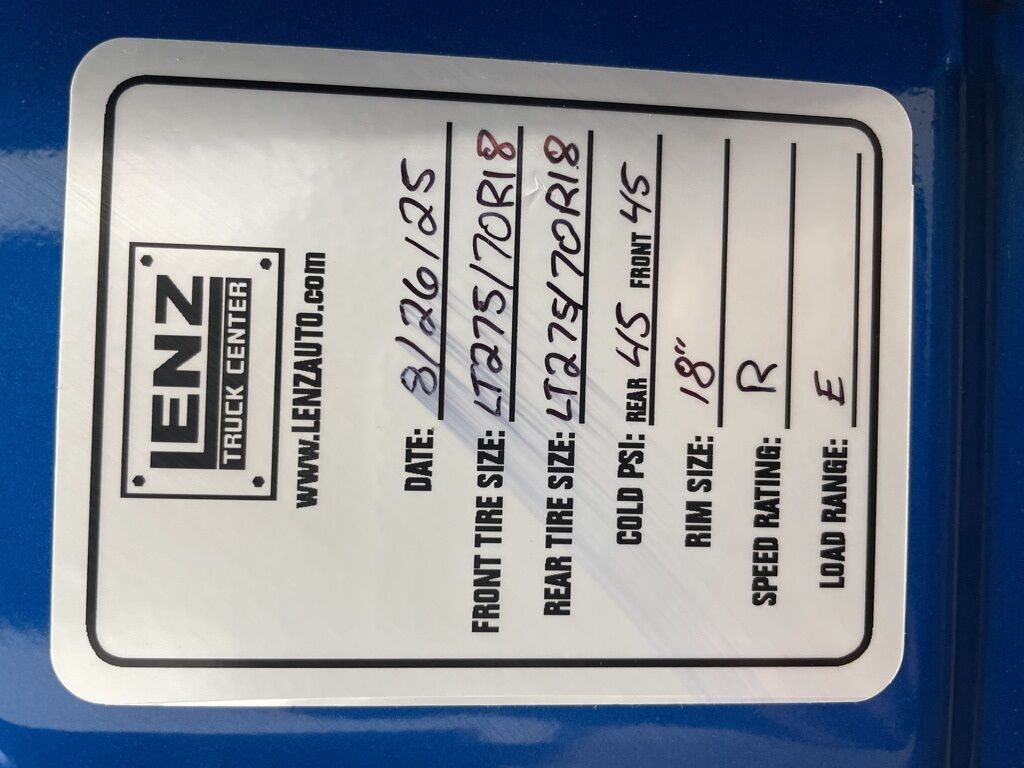 LENZ
TRUCK CENTER
www.LENZAUTO.com
DATE: 8/26/25
FRONT TIRE SIZE: LT275/70R18
REAR TIRE SIZE: LT275/70R18
COLD PSI: REAR 45 FRONT 45
RIM SIZE: 18"
SPEED RATING: R
LOAD RANGE: E